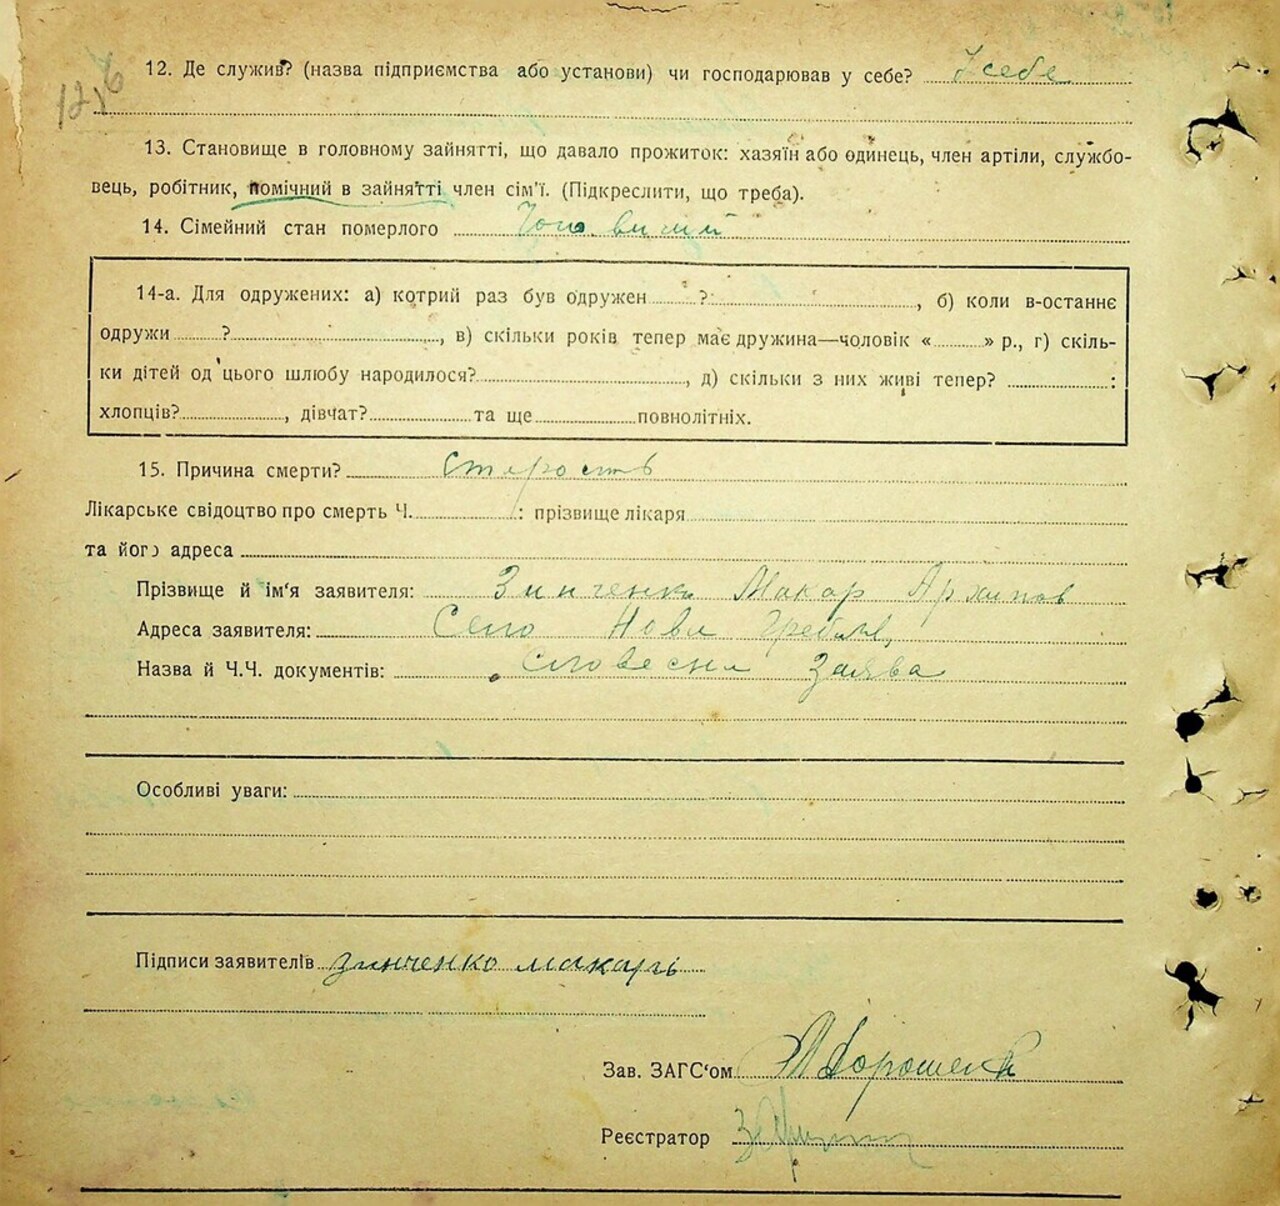 12. Де служив? (назва підприємства або установи) чи господарював у себе? У себе
13. Становище в головному зайнятті, що давало прожиток: хазяїн або одинець, член артіли, службо-
вець, робітник, помічний в зайнятті член сім'ї. (Підкреслити, що треба).
14. Сімейний стан померлого
14-а. Для одружених: а) котрий раз був одружен ? , б) коли в-останнє
одружи ? , в) скільки років тепер має дружина—чоловік « » р., г) скіль-
ки дітей од цього шлюбу народилося? , д) скільки з них живі тепер? :
хлопців? , дівчат? та ще повнолітніх.
15. Причина смерти? Старость
Лікарське свідоцтво про смерть Ч. : прізвище лікаря
та його адреса
Прізвище й ім'я заявителя: Зинченко Макар Архипов
Адреса заявителя: Село Нова Гребля,
Назва й Ч.Ч. документів: Словесна Заява
Особливі уваги:
Підписи заявителів зинченко макарь
Зав. ЗАГС'ом
Реєстратор